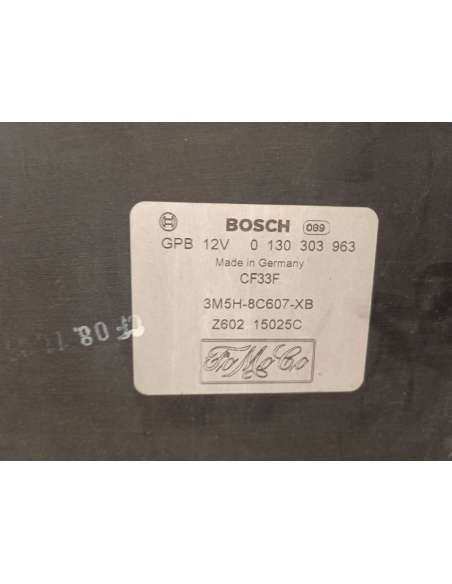 BOSCH 089
GPB 12V 0 130 303 963
Made in Germany
CF33F
3M5H-8C607-XB
Z602 15025C
FoMoCo